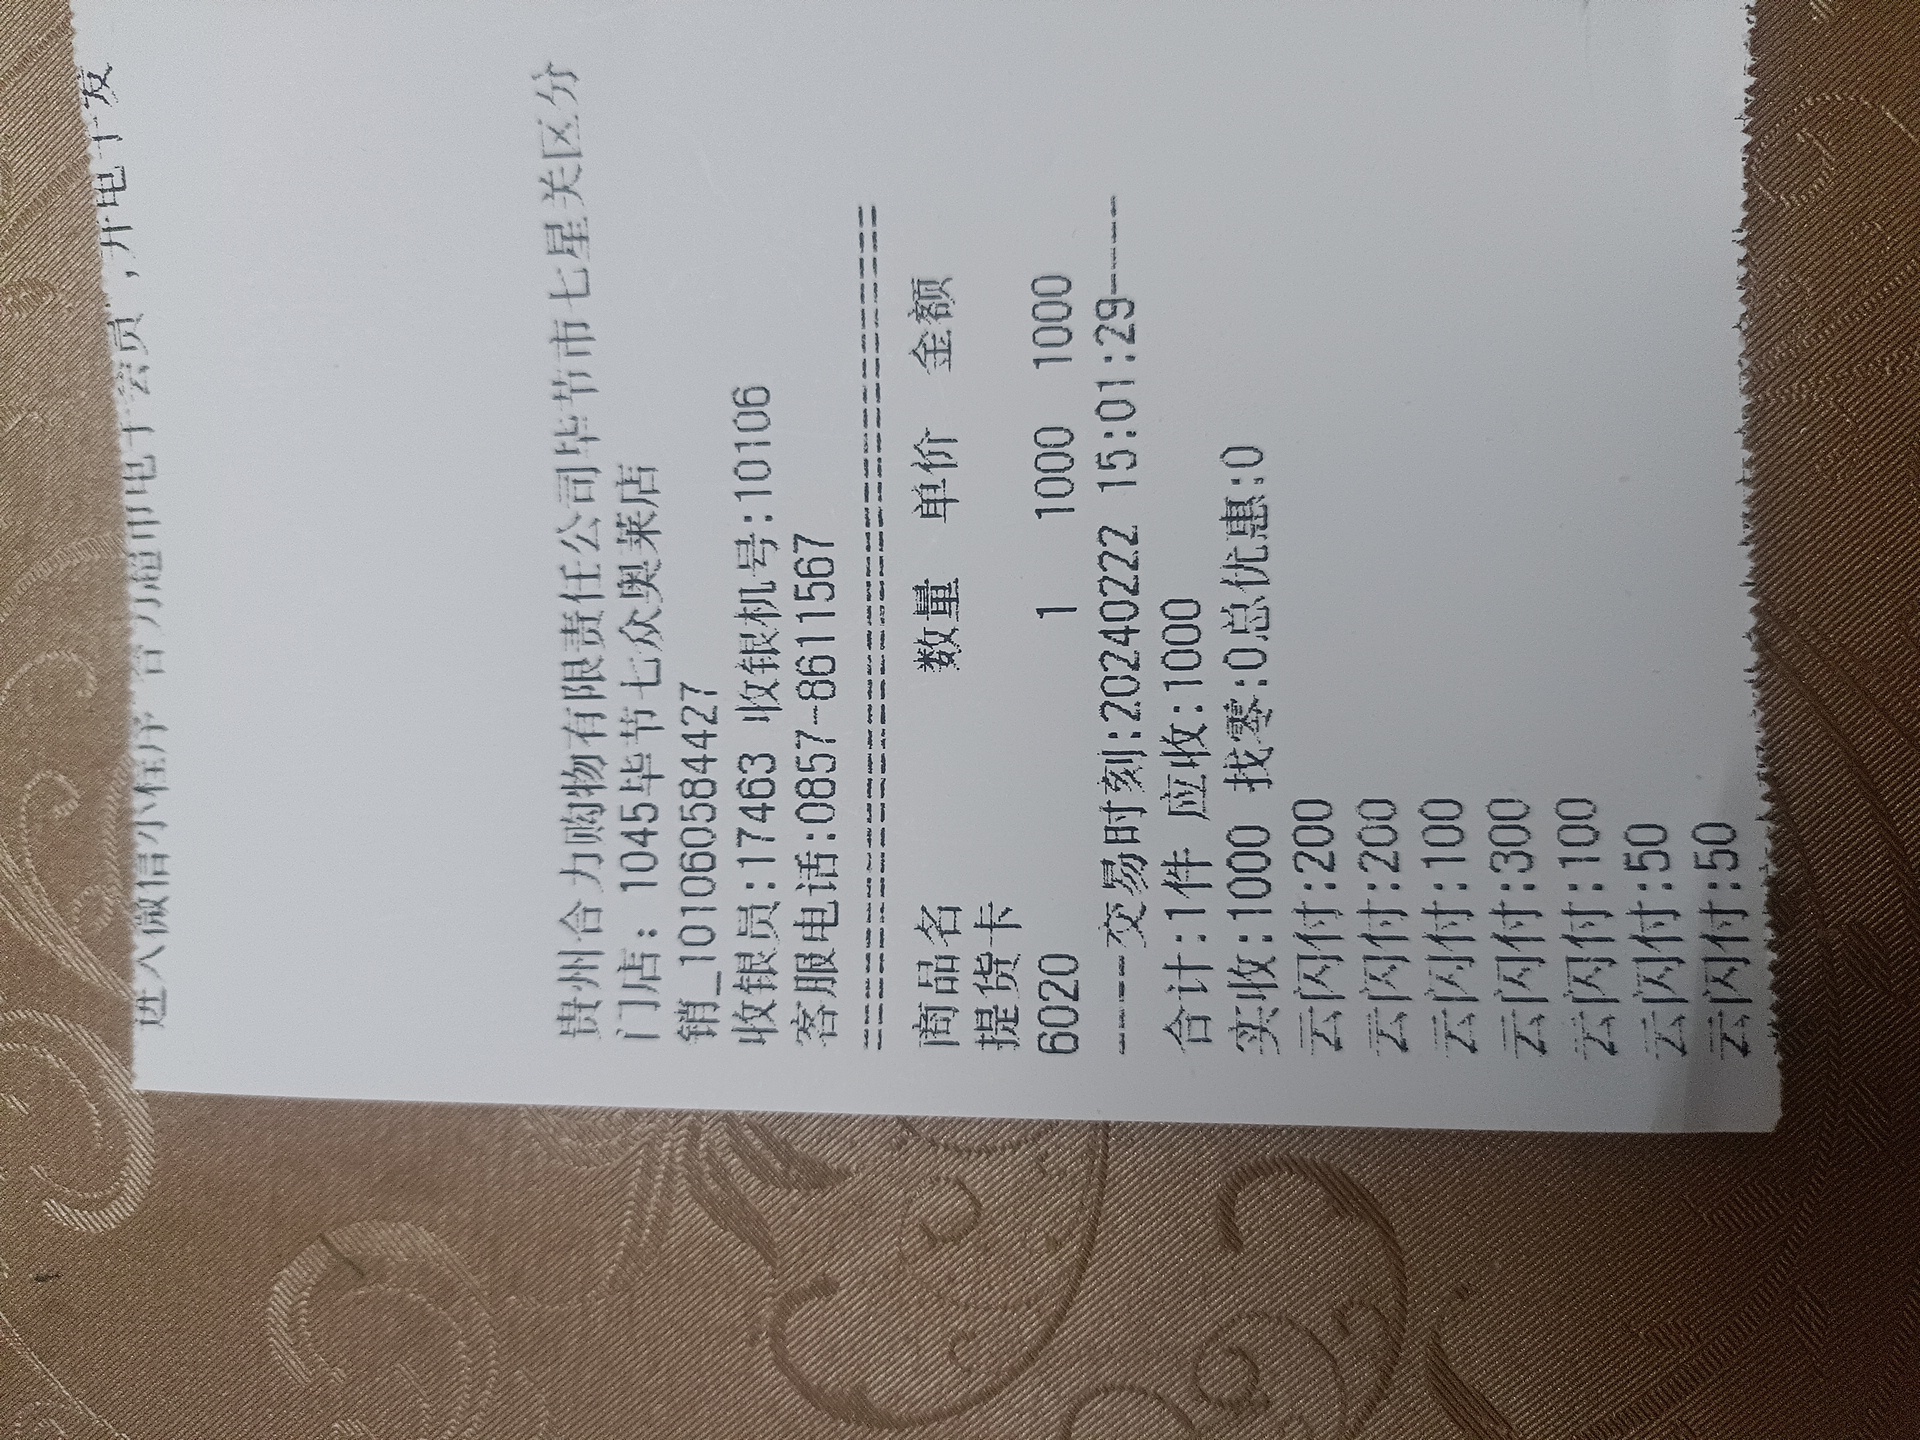 进入微信小程序"合力超市电子会员",开电子发
贵州合力购物有限责任公司毕节市七星关区分
门店: 1045毕节七众奥莱店
销_1010605844​27
收银员:17463 收银机号:10106
客服电话:0857-8611567
================================
商品名 数量 单价 金额
提货卡
6020 1 1000 1000
----交易时刻:20240222 15:01:29----
合计:1件 应收:1000
实收:1000 找零:0总优惠:0
云闪付:200
云闪付:200
云闪付:100
云闪付:300
云闪付:100
云闪付:50
云闪付:50